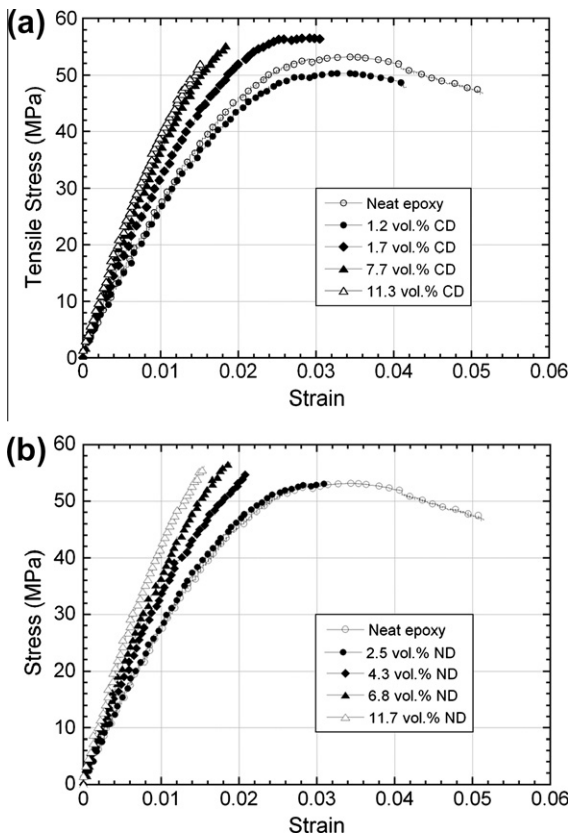 (a)
60
50
40
30
20
10
0
Tensile Stress (MPa)
Neat epoxy
1.2 vol.% CD
1.7 vol.% CD
7.7 vol.% CD
11.3 vol.% CD
0 0.01 0.02 0.03 0.04 0.05 0.06
Strain
(b)
60
50
40
30
20
10
0
Stress (MPa)
Neat epoxy
2.5 vol.% ND
4.3 vol.% ND
6.8 vol.% ND
11.7 vol.% ND
0 0.01 0.02 0.03 0.04 0.05 0.06
Strain